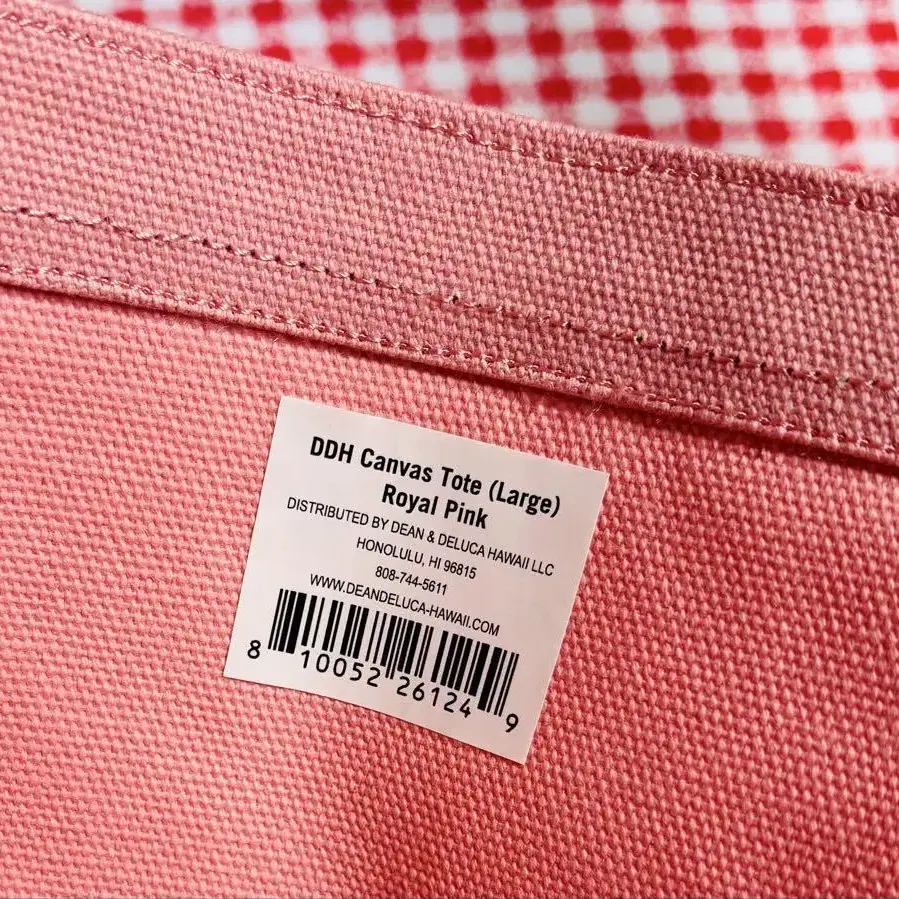 DDH Canvas Tote (Large)
Royal Pink
DISTRIBUTED BY DEAN & DELUCA HAWAII LLC
HONOLULU, HI 96815
808-744-5611
WWW.DEANDELUCA-HAWAII.COM
8 10052 26124 9